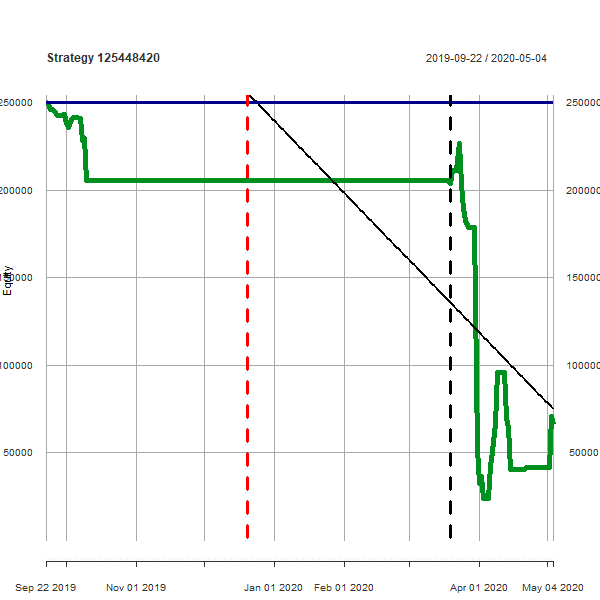 Strategy 125448420
2019-09-22 / 2020-05-04
250000
250000
200000
200000
150000
150000
100000
100000
50000
50000
Equity
Sep 22 2019
Nov 01 2019
Jan 01 2020
Feb 01 2020
Apr 01 2020
May 04 2020